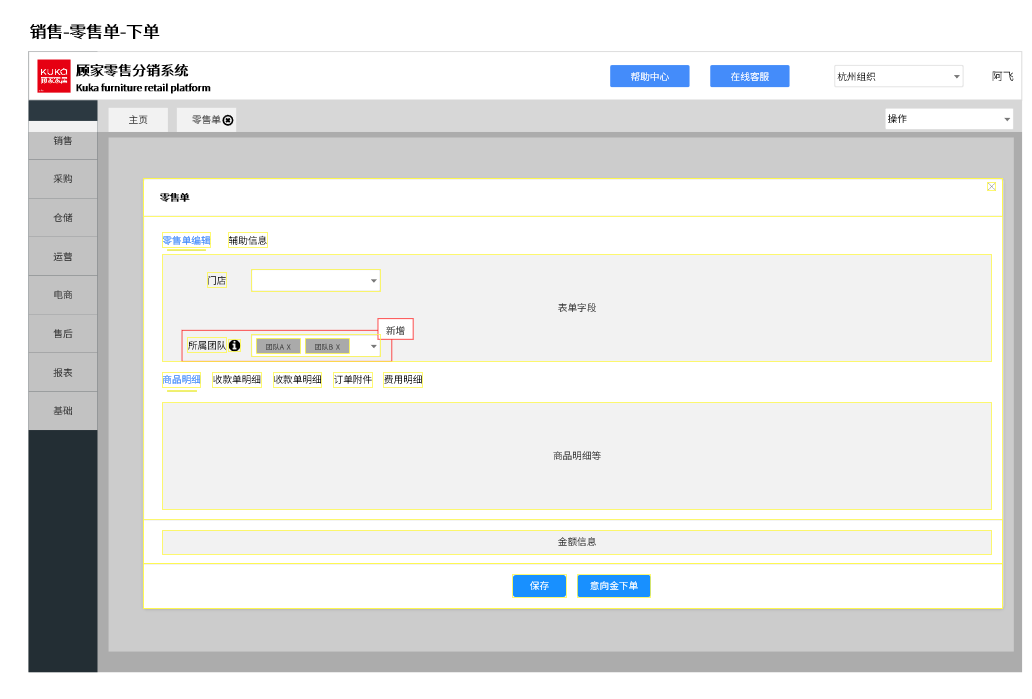 销售-零售单-下单
KUKA
顾家家居
顾家零售分销系统
Kuka furniture retail platform
帮助中心
在线客服
杭州组织
阿飞
主页
零售单
操作
销售
采购
仓储
运营
电商
售后
报表
基础
零售单
零售单编辑
辅助信息
门店
表单字段
新增
所属团队
团队A X
团队B X
商品明细
收款单明细
收款单明细
订单附件
费用明细
商品明细等
金额信息
保存
意向金下单